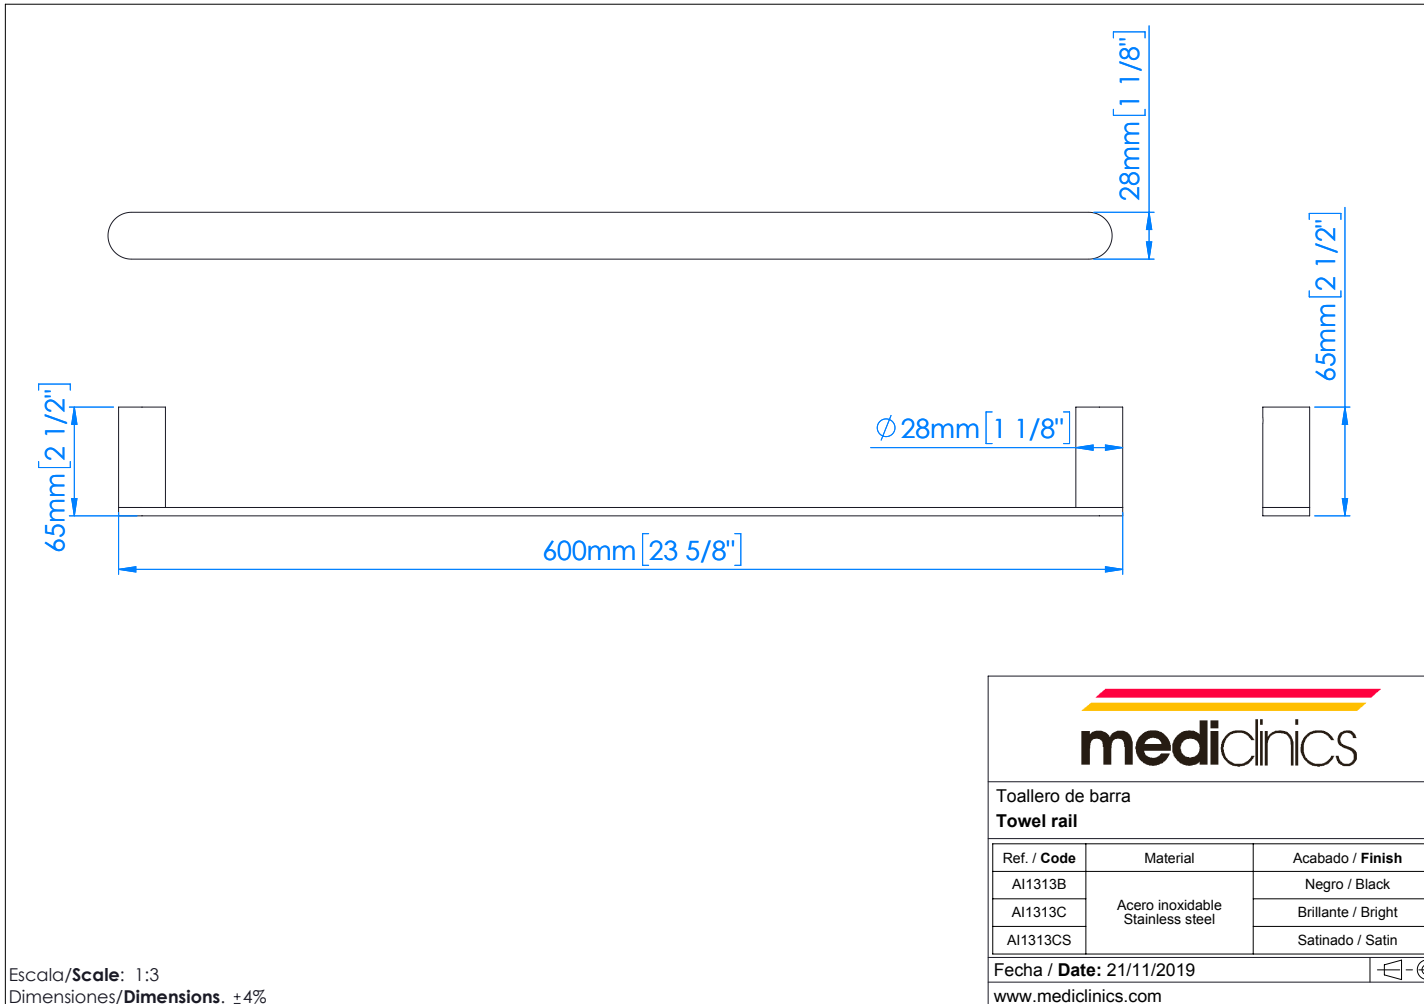 28mm[1 1/8"]
65mm[2 1/2"]
65mm[2 1/2"]
∅28mm[1 1/8"]
600mm[23 5/8"]
mediclinics
Toallero de barra
Towel rail
Ref. / Code Material Acabado / Finish
AI1313B Negro / Black
Acero inoxidable
Stainless steel
AI1313C Brillante / Bright
AI1313CS Satinado / Satin
Fecha / Date: 21/11/2019
www.mediclinics.com
Escala/Scale: 1:3
Dimensiones/Dimensions. ±4%